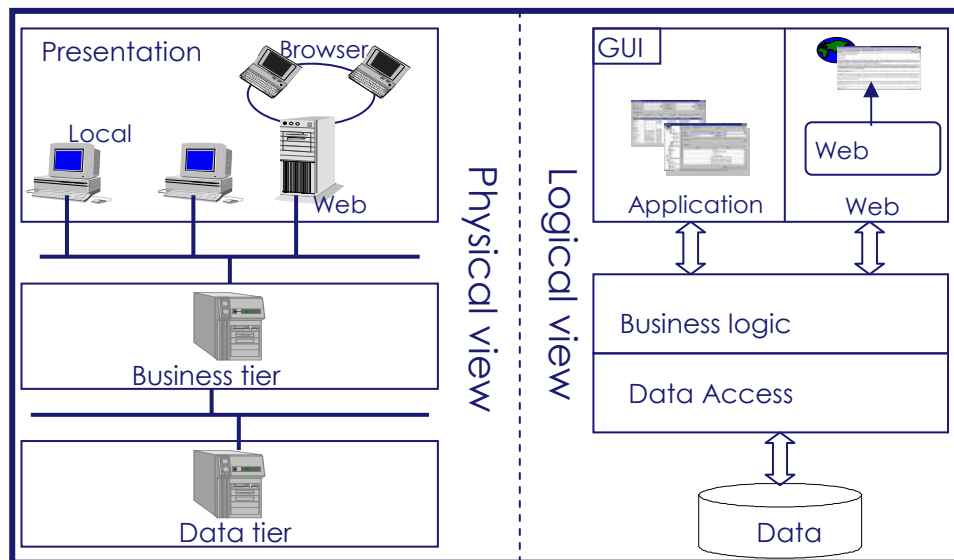 Presentation
Browser
Local
Web
Business tier
Data tier
Physical view
Logical view
GUI
Web
Application
Web
Business logic
Data Access
Data